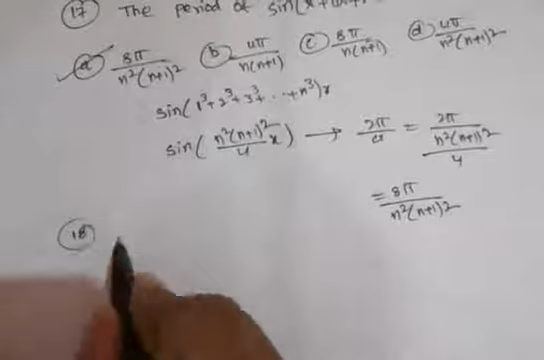 (17) The period of sin(x+
(a) 8π/n²(n+1)² (b) 4π/n(n+1) (c) 8π/n(n+1) (d) 4π/n²(n+1)²
sin(1³+2³+3³+...+n³)x
sin(n²(n+1)²/4 x) → 2π/a = 2π/(n²(n+1)²/4)
= 8π/n²(n+1)²
(18)